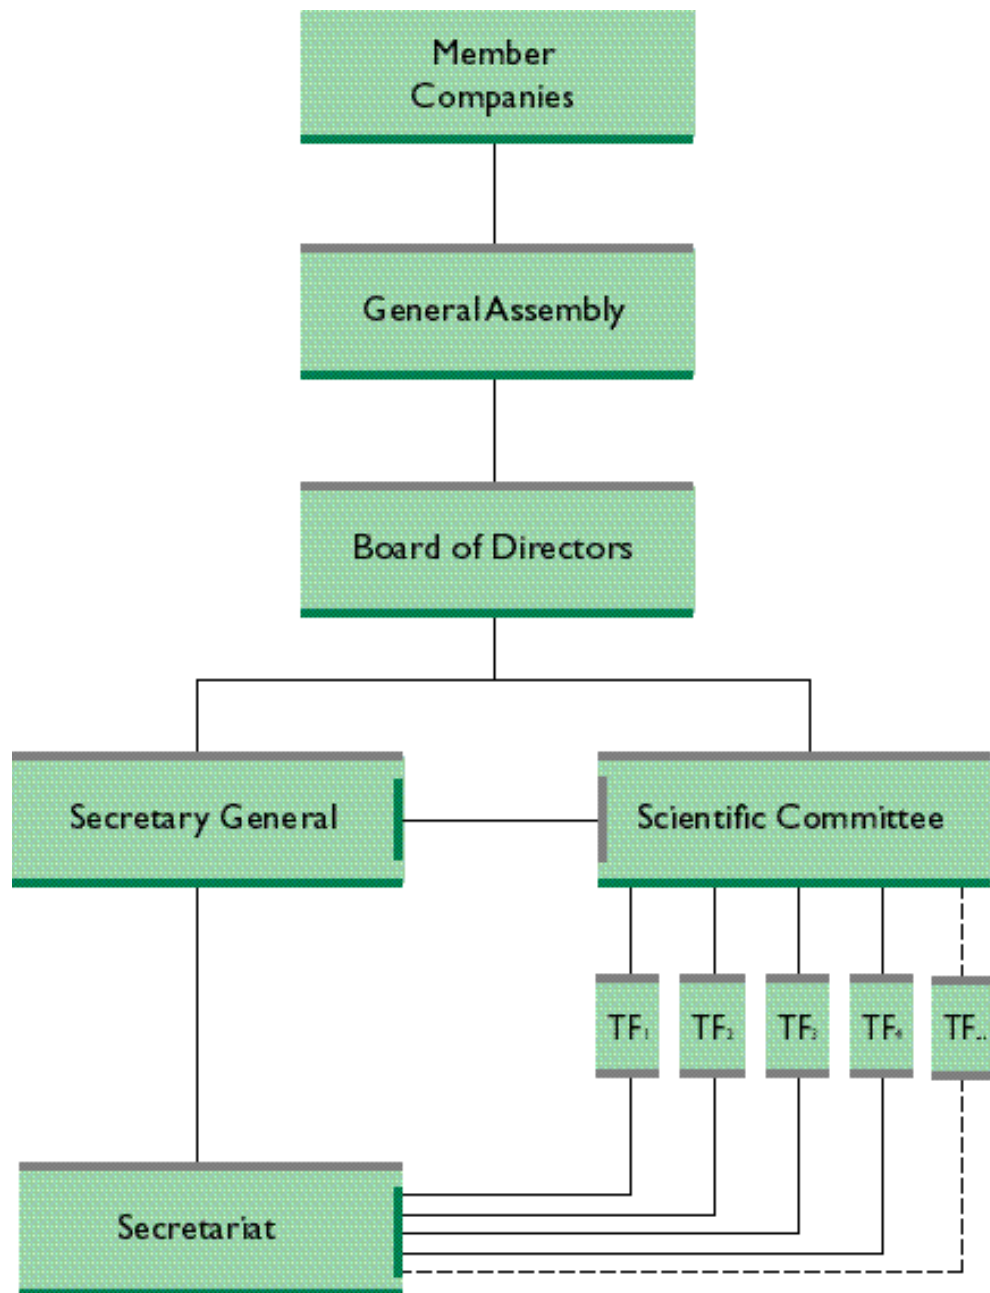 Member
Companies
General Assembly
Board of Directors
Secretary General
Scientific Committee
TF1
TF2
TF3
TF4
TF...
Secretariat